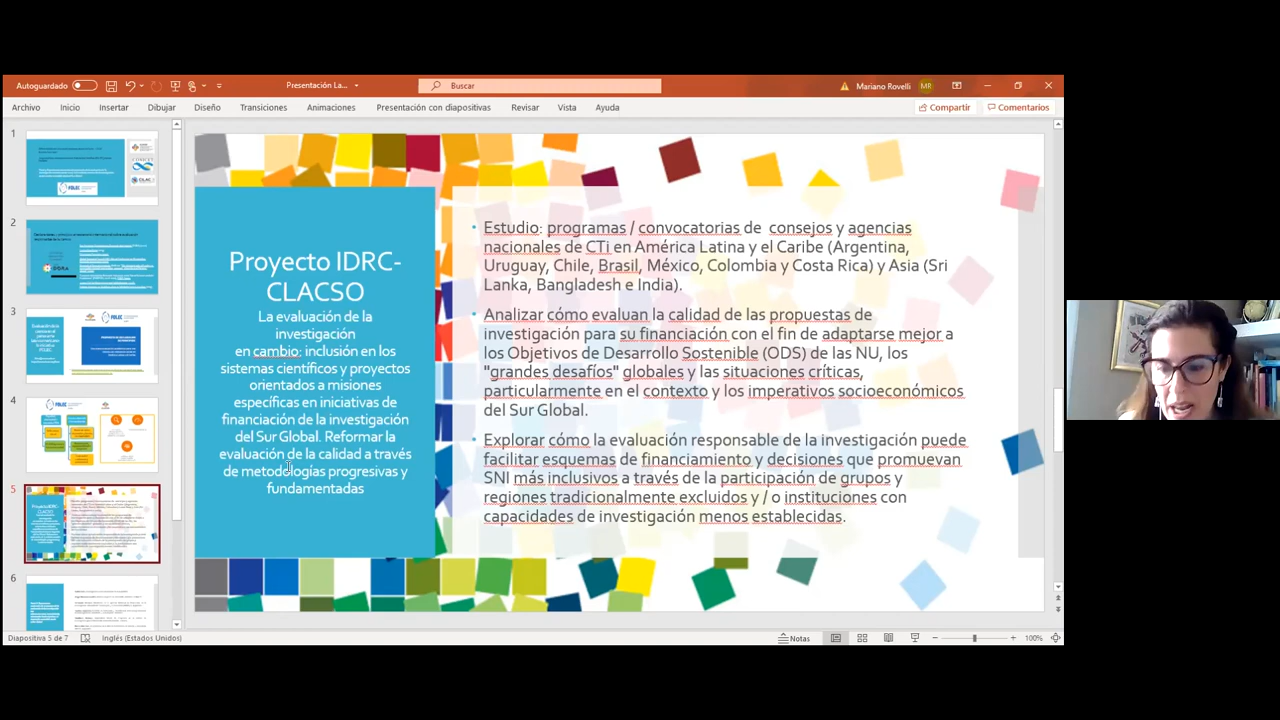 Autoguardado
Presentación La...
Buscar
Mariano Rovelli
MR
Archivo
Inicio
Insertar
Dibujar
Diseño
Transiciones
Animaciones
Presentación con diapositivas
Revisar
Vista
Ayuda
Compartir
Comentarios
1
2
3
4
5
6
Proyecto IDRC-
CLACSO
La evaluación de la
investigación
en cambio: inclusión en los
sistemas científicos y proyectos
orientados a misiones
específicas en iniciativas de
financiación de la investigación
del Sur Global. Reformar la
evaluación de la calidad a través
de metodologías progresivas y
fundamentadas
• Estudio: programas / convocatorias de consejos y agencias
nacionales de CTi en América Latina y el Caribe (Argentina,
Uruguay, Chile, Brasil, México, Colombia y Costa Rica) y Asia (Sri
Lanka, Bangladesh e India).
• Analizar cómo evaluan la calidad de las propuestas de
investigación para su financiación con el fin de adaptarse mejor a
los Objetivos de Desarrollo Sostenible (ODS) de las NU, los
"grandes desafíos" globales y las situaciones críticas,
particularmente en el contexto y los imperativos socioeconómicos
del Sur Global.
• Explorar cómo la evaluación responsable de la investigación puede
facilitar esquemas de financiamiento y decisiones que promuevan
SNI más inclusivos a través de la participación de grupos y
regiones tradicionalmente excluidos y / o instituciones con
capacidades de investigación menos establecidas.
Diapositiva 5 de 7
Inglés (Estados Unidos)
Notas
100%